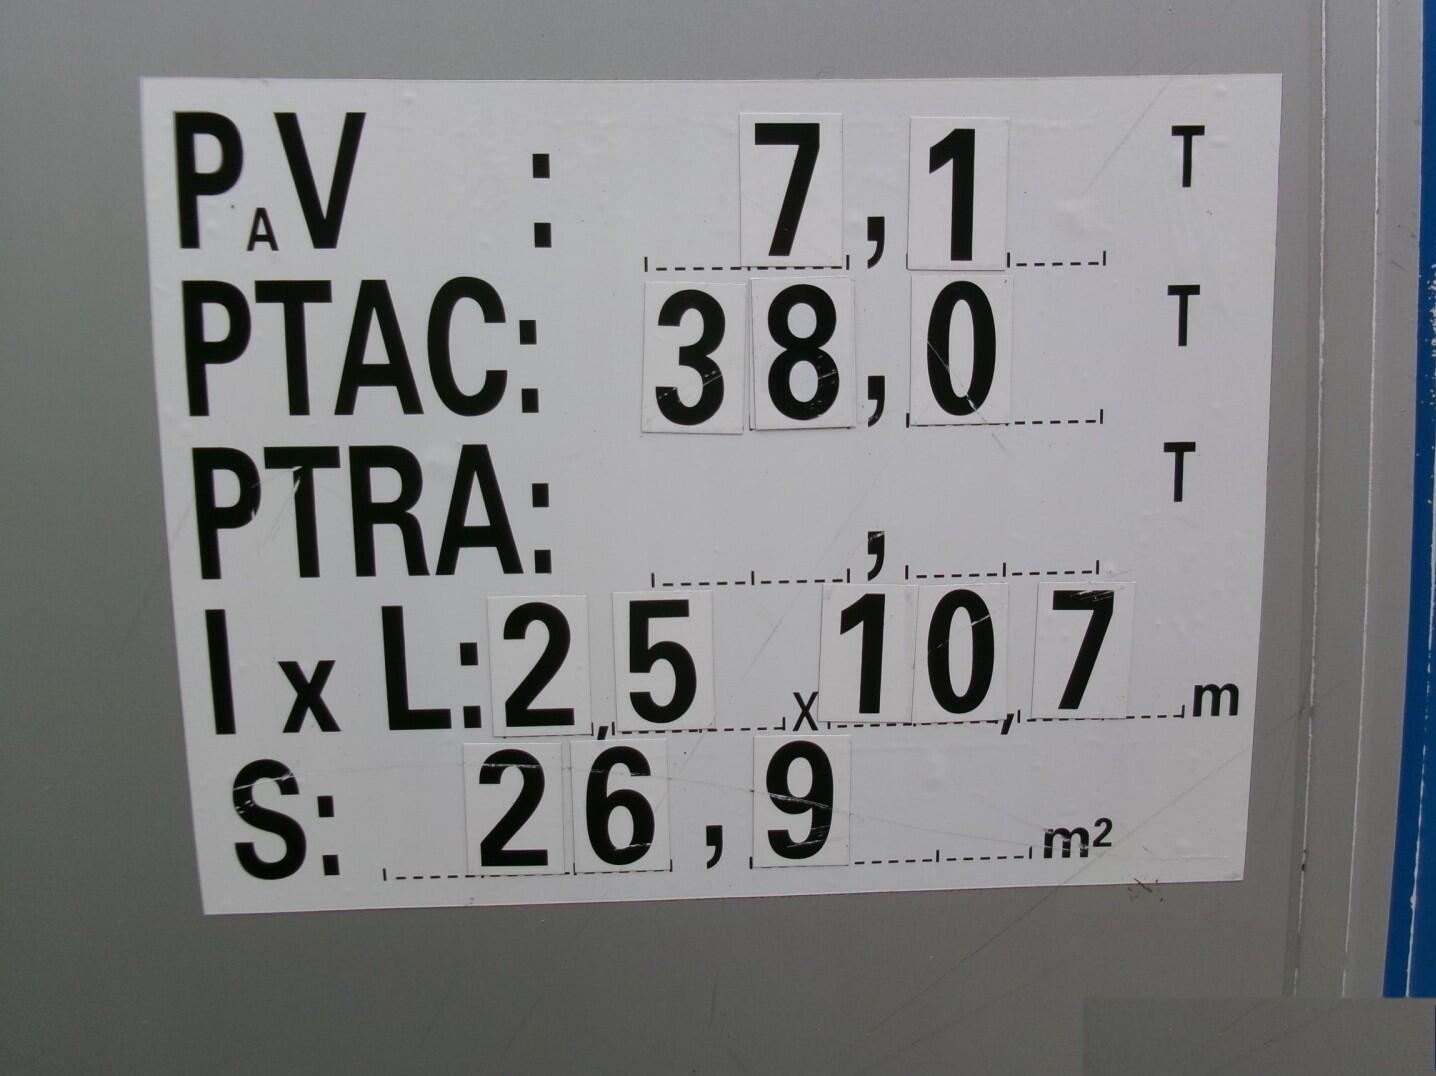 PAV : 7,1 T
PTAC: 38,0 T
PTRA: , T
l x L: 2,5 x 10,7 m
S: 26,9 m²